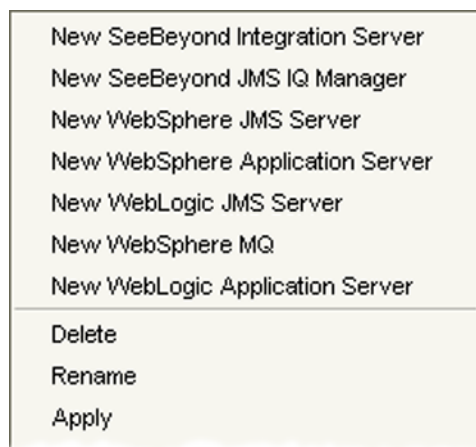 New SeeBeyond Integration Server
New SeeBeyond JMS IQ Manager
New WebSphere JMS Server
New WebSphere Application Server
New WebLogic JMS Server
New WebSphere MQ
New WebLogic Application Server
Delete
Rename
Apply